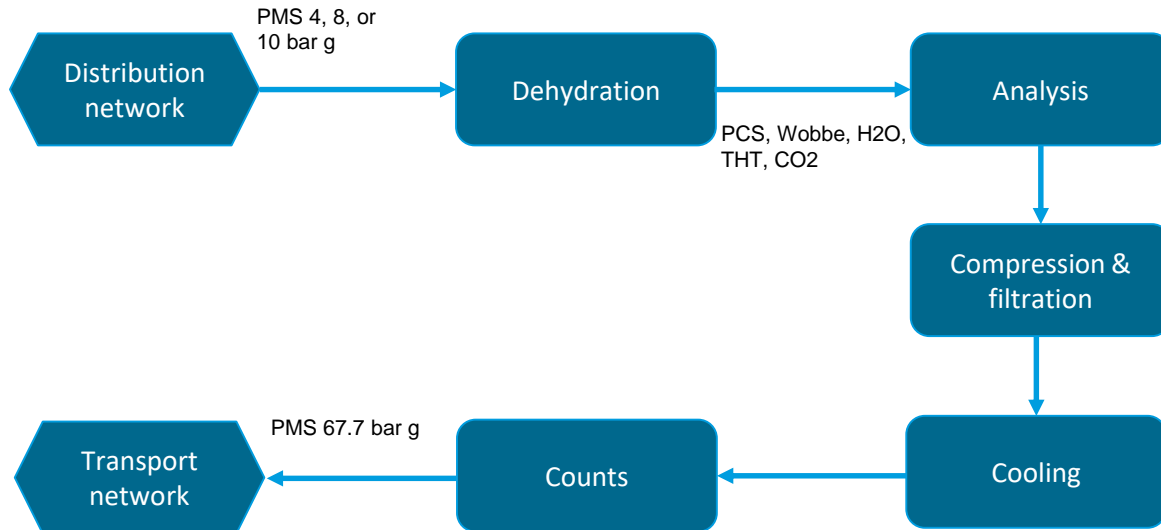 PMS 4, 8, or
10 bar g
Distribution
network
Dehydration
Analysis
PCS, Wobbe, H2O,
THT, CO2
Compression &
filtration
PMS 67.7 bar g
Transport
network
Counts
Cooling